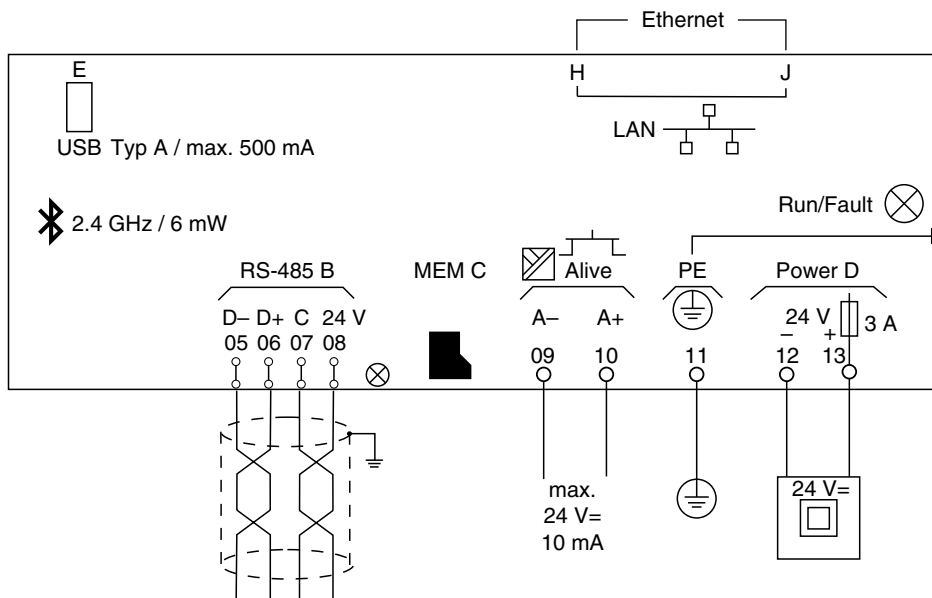 Ethernet
E
H J
USB Typ A / max. 500 mA
LAN
2.4 GHz / 6 mW
Run/Fault
RS-485 B
MEM C
Alive
PE
Power D
D– D+ C 24 V
A– A+
– 24 V +
3 A
05 06 07 08
09 10
11
12 13
max.
24 V=
10 mA
24 V=